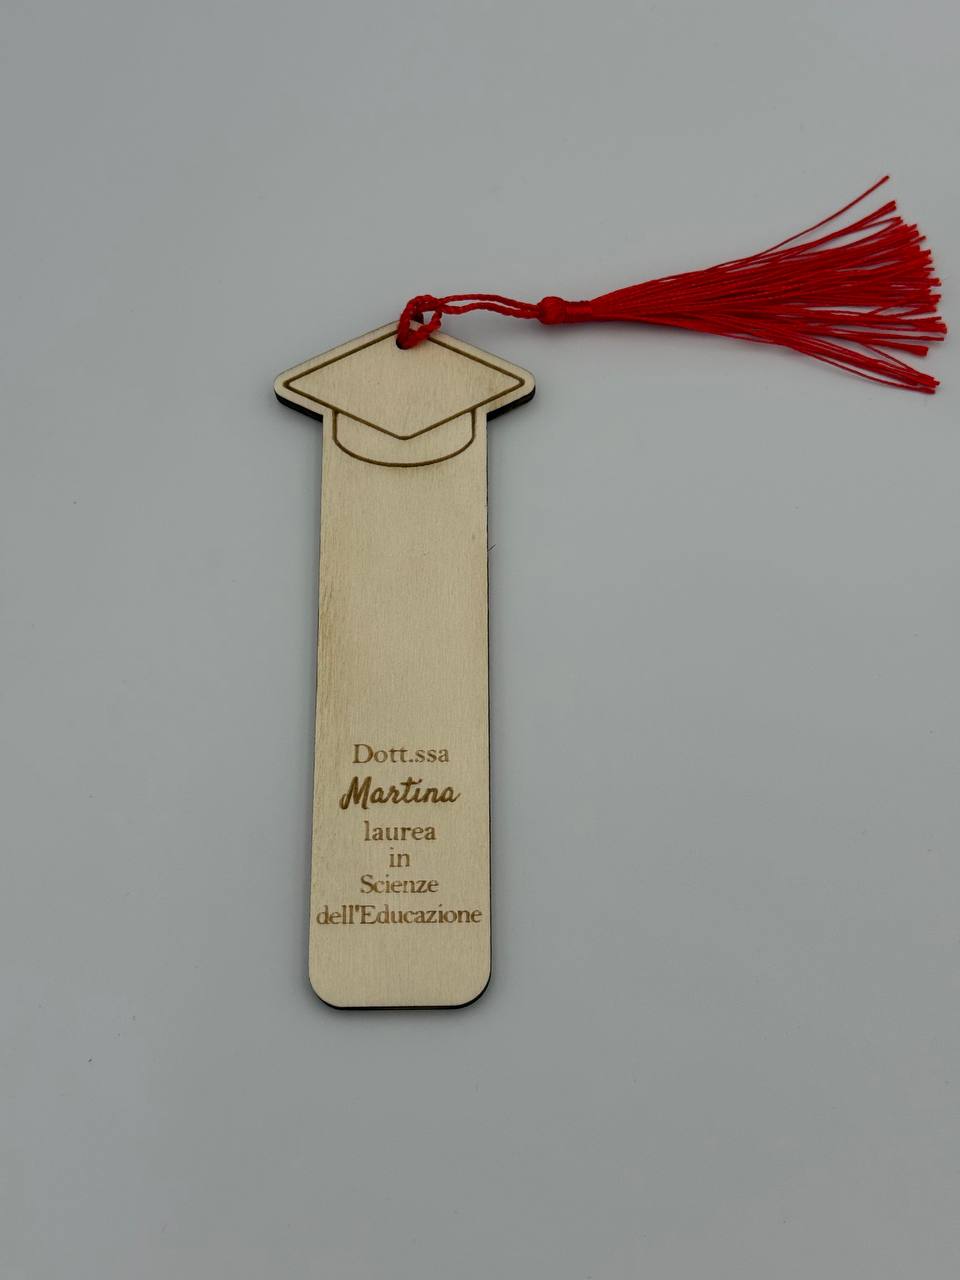 Dott.ssa
Martina
laurea
in
Scienze
dell'Educazione